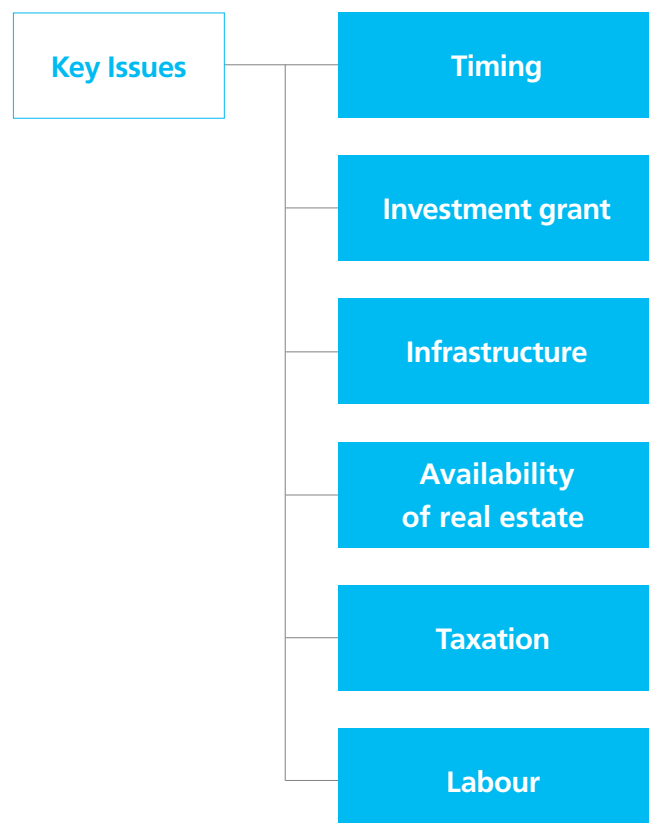 Key Issues
Timing
Investment grant
Infrastructure
Availability
of real estate
Taxation
Labour